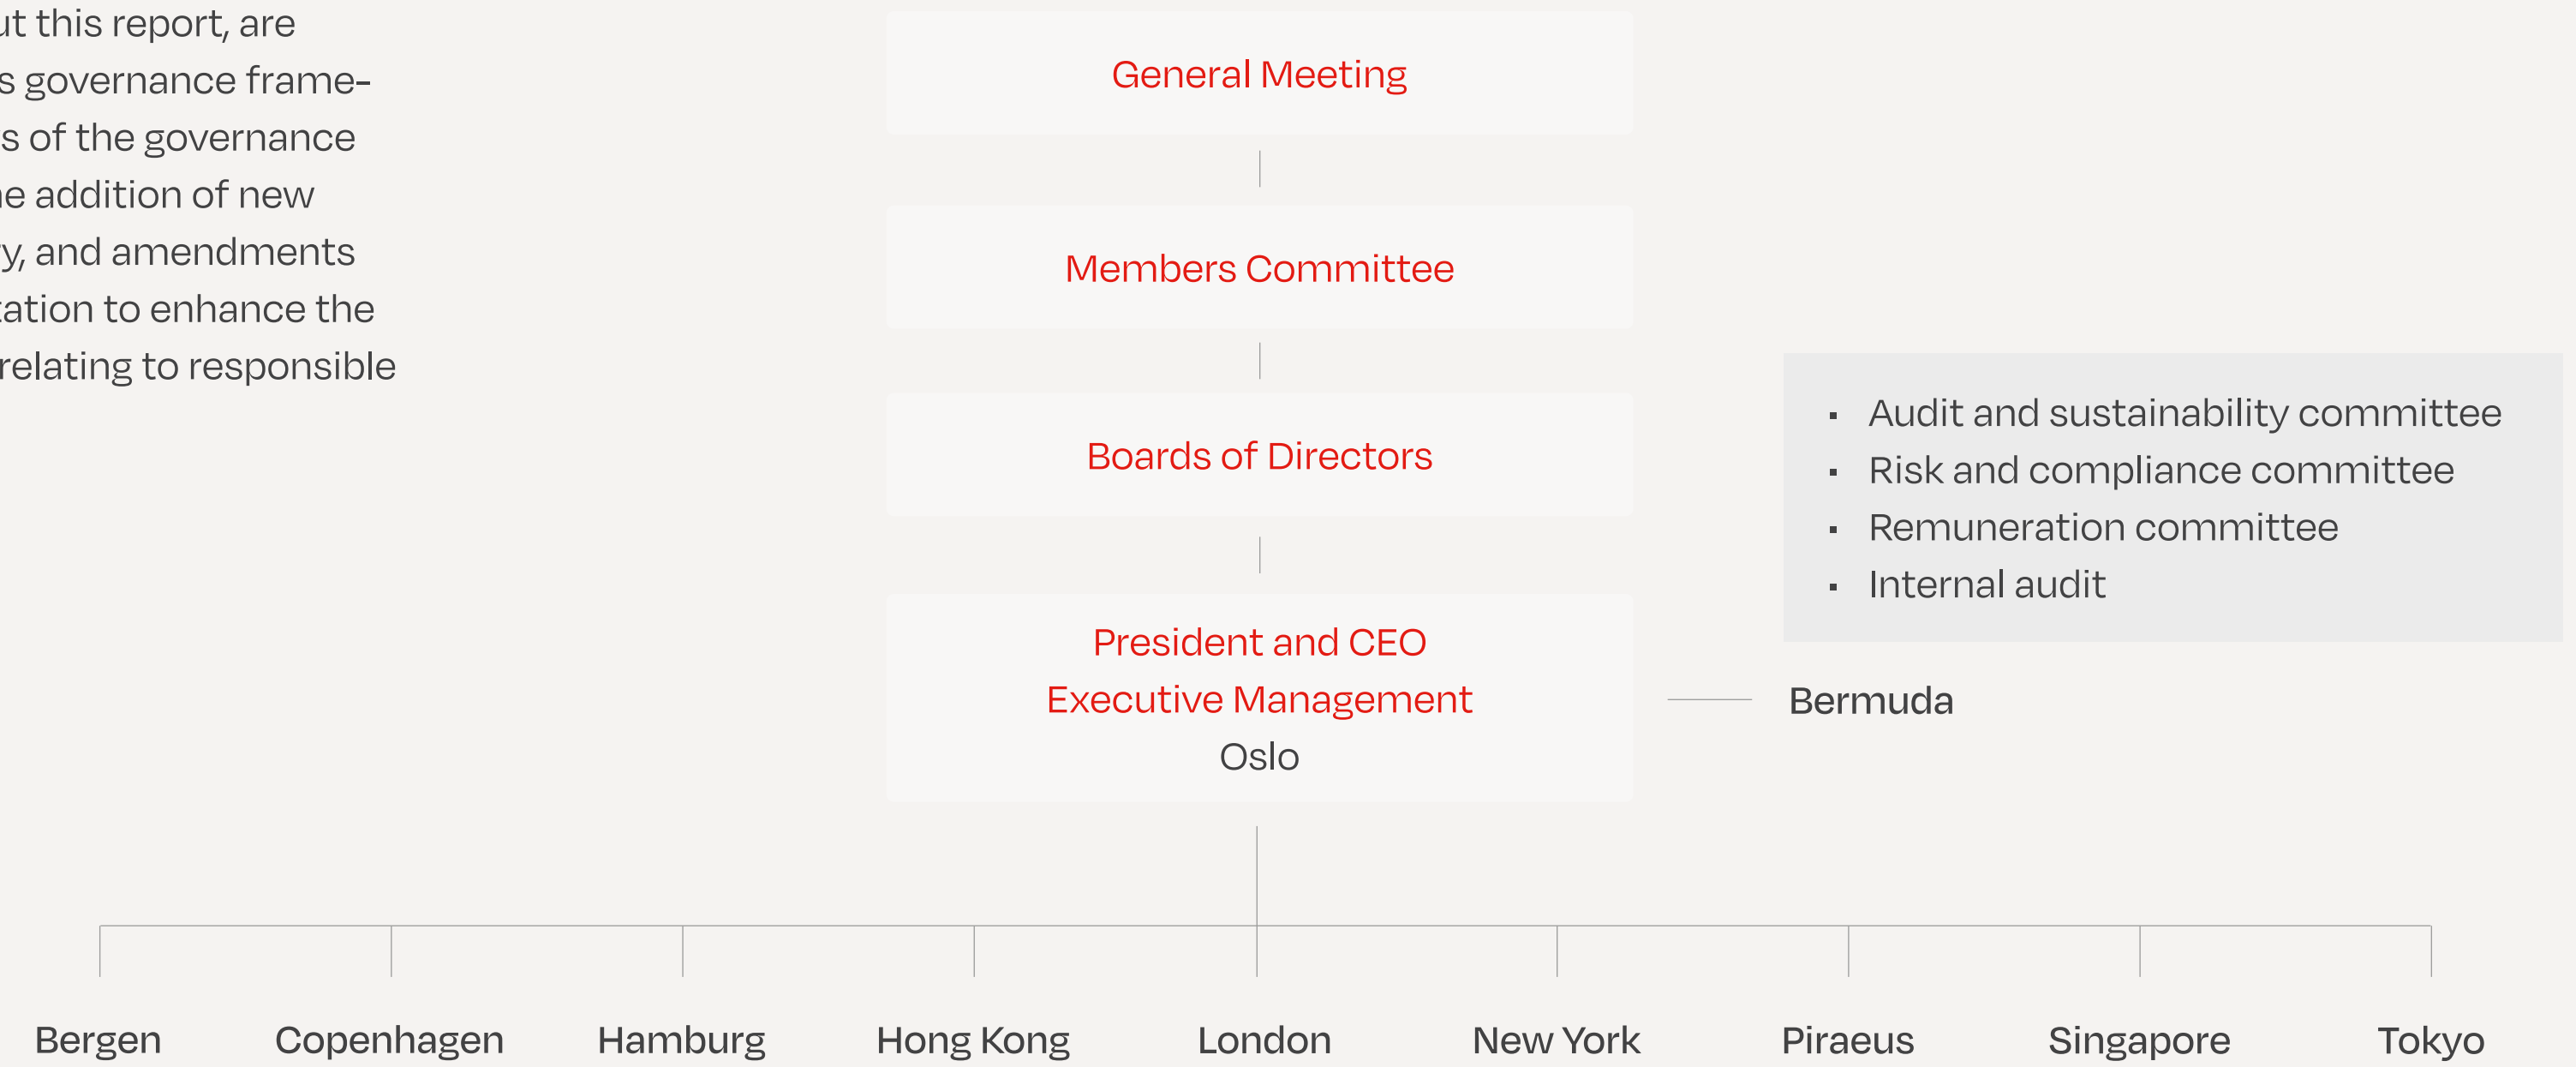 ut this report, are
s governance frame-
s of the governance
e addition of new
y, and amendments
tation to enhance the
relating to responsible
General Meeting
Members Committee
Boards of Directors
Audit and sustainability committee
Risk and compliance committee
Remuneration committee
Internal audit
President and CEO
Executive Management
Oslo
Bermuda
Bergen Copenhagen Hamburg Hong Kong London New York Piraeus Singapore Tokyo